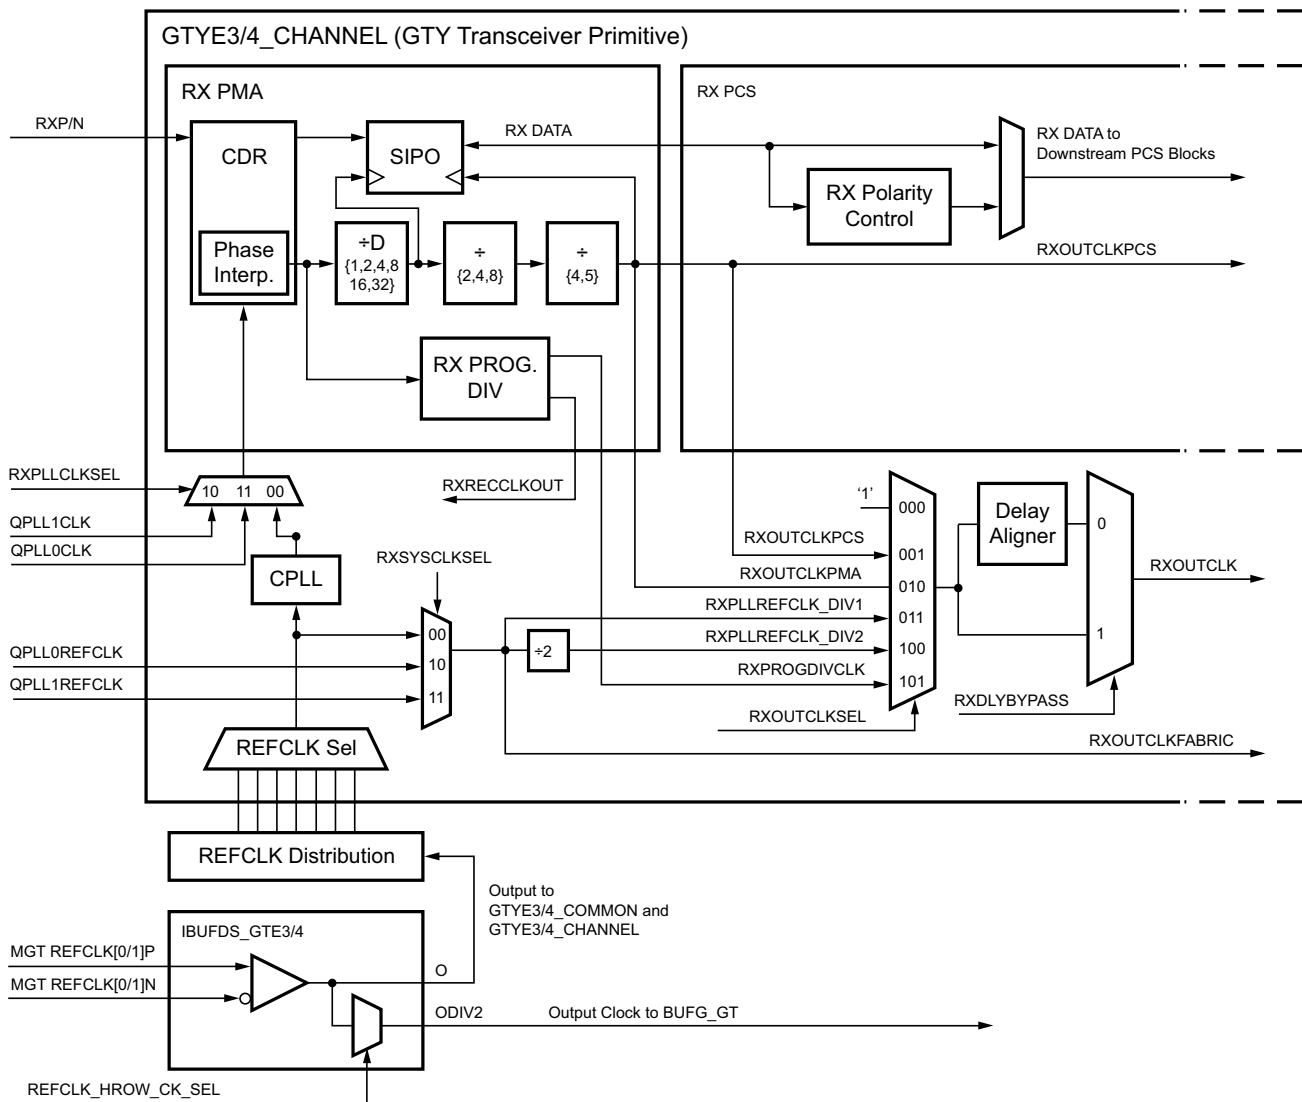 GTYE3/4_CHANNEL (GTY Transceiver Primitive)
RX PMA
RX PCS
RXP/N
CDR
SIPO
RX DATA
RX DATA to
Downstream PCS Blocks
RX Polarity
Control
Phase
Interp.
÷D
{1,2,4,8
16,32}
÷
{2,4,8}
÷
{4,5}
RXOUTCLKPCS
RX PROG.
DIV
RXPLLCLKSEL
10 11 00
RXRECCLKOUT
QPLL1CLK
QPLL0CLK
CPLL
RXSYSCLKSEL
'1'
000
RXOUTCLKPCS
001
RXOUTCLKPMA
010
RXPLLREFCLK_DIV1
011
RXPLLREFCLK_DIV2
100
RXPROGDIVCLK
101
Delay
Aligner
0
1
RXOUTCLK
00
QPLL0REFCLK
10
QPLL1REFCLK
11
÷2
RXDLYBYPASS
RXOUTCLKSEL
RXOUTCLKFABRIC
REFCLK Sel
REFCLK Distribution
Output to
GTYE3/4_COMMON and
GTYE3/4_CHANNEL
IBUFDS_GTE3/4
MGT REFCLK[0/1]P
O
MGT REFCLK[0/1]N
ODIV2
Output Clock to BUFG_GT
REFCLK_HROW_CK_SEL